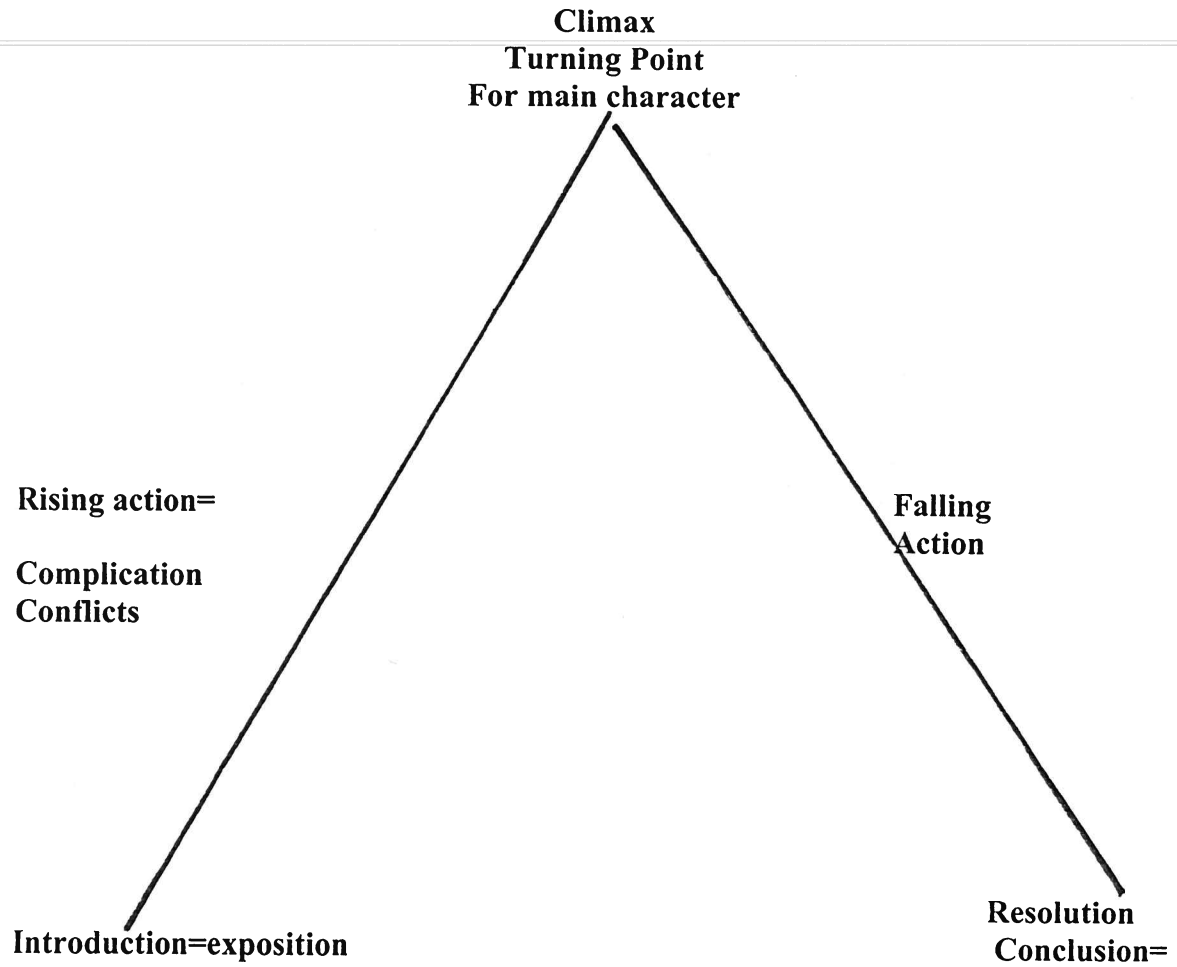 Climax
Turning Point
For main character
Rising action=
Complication
Conflicts
Falling
Action
Introduction=exposition
Resolution
Conclusion=